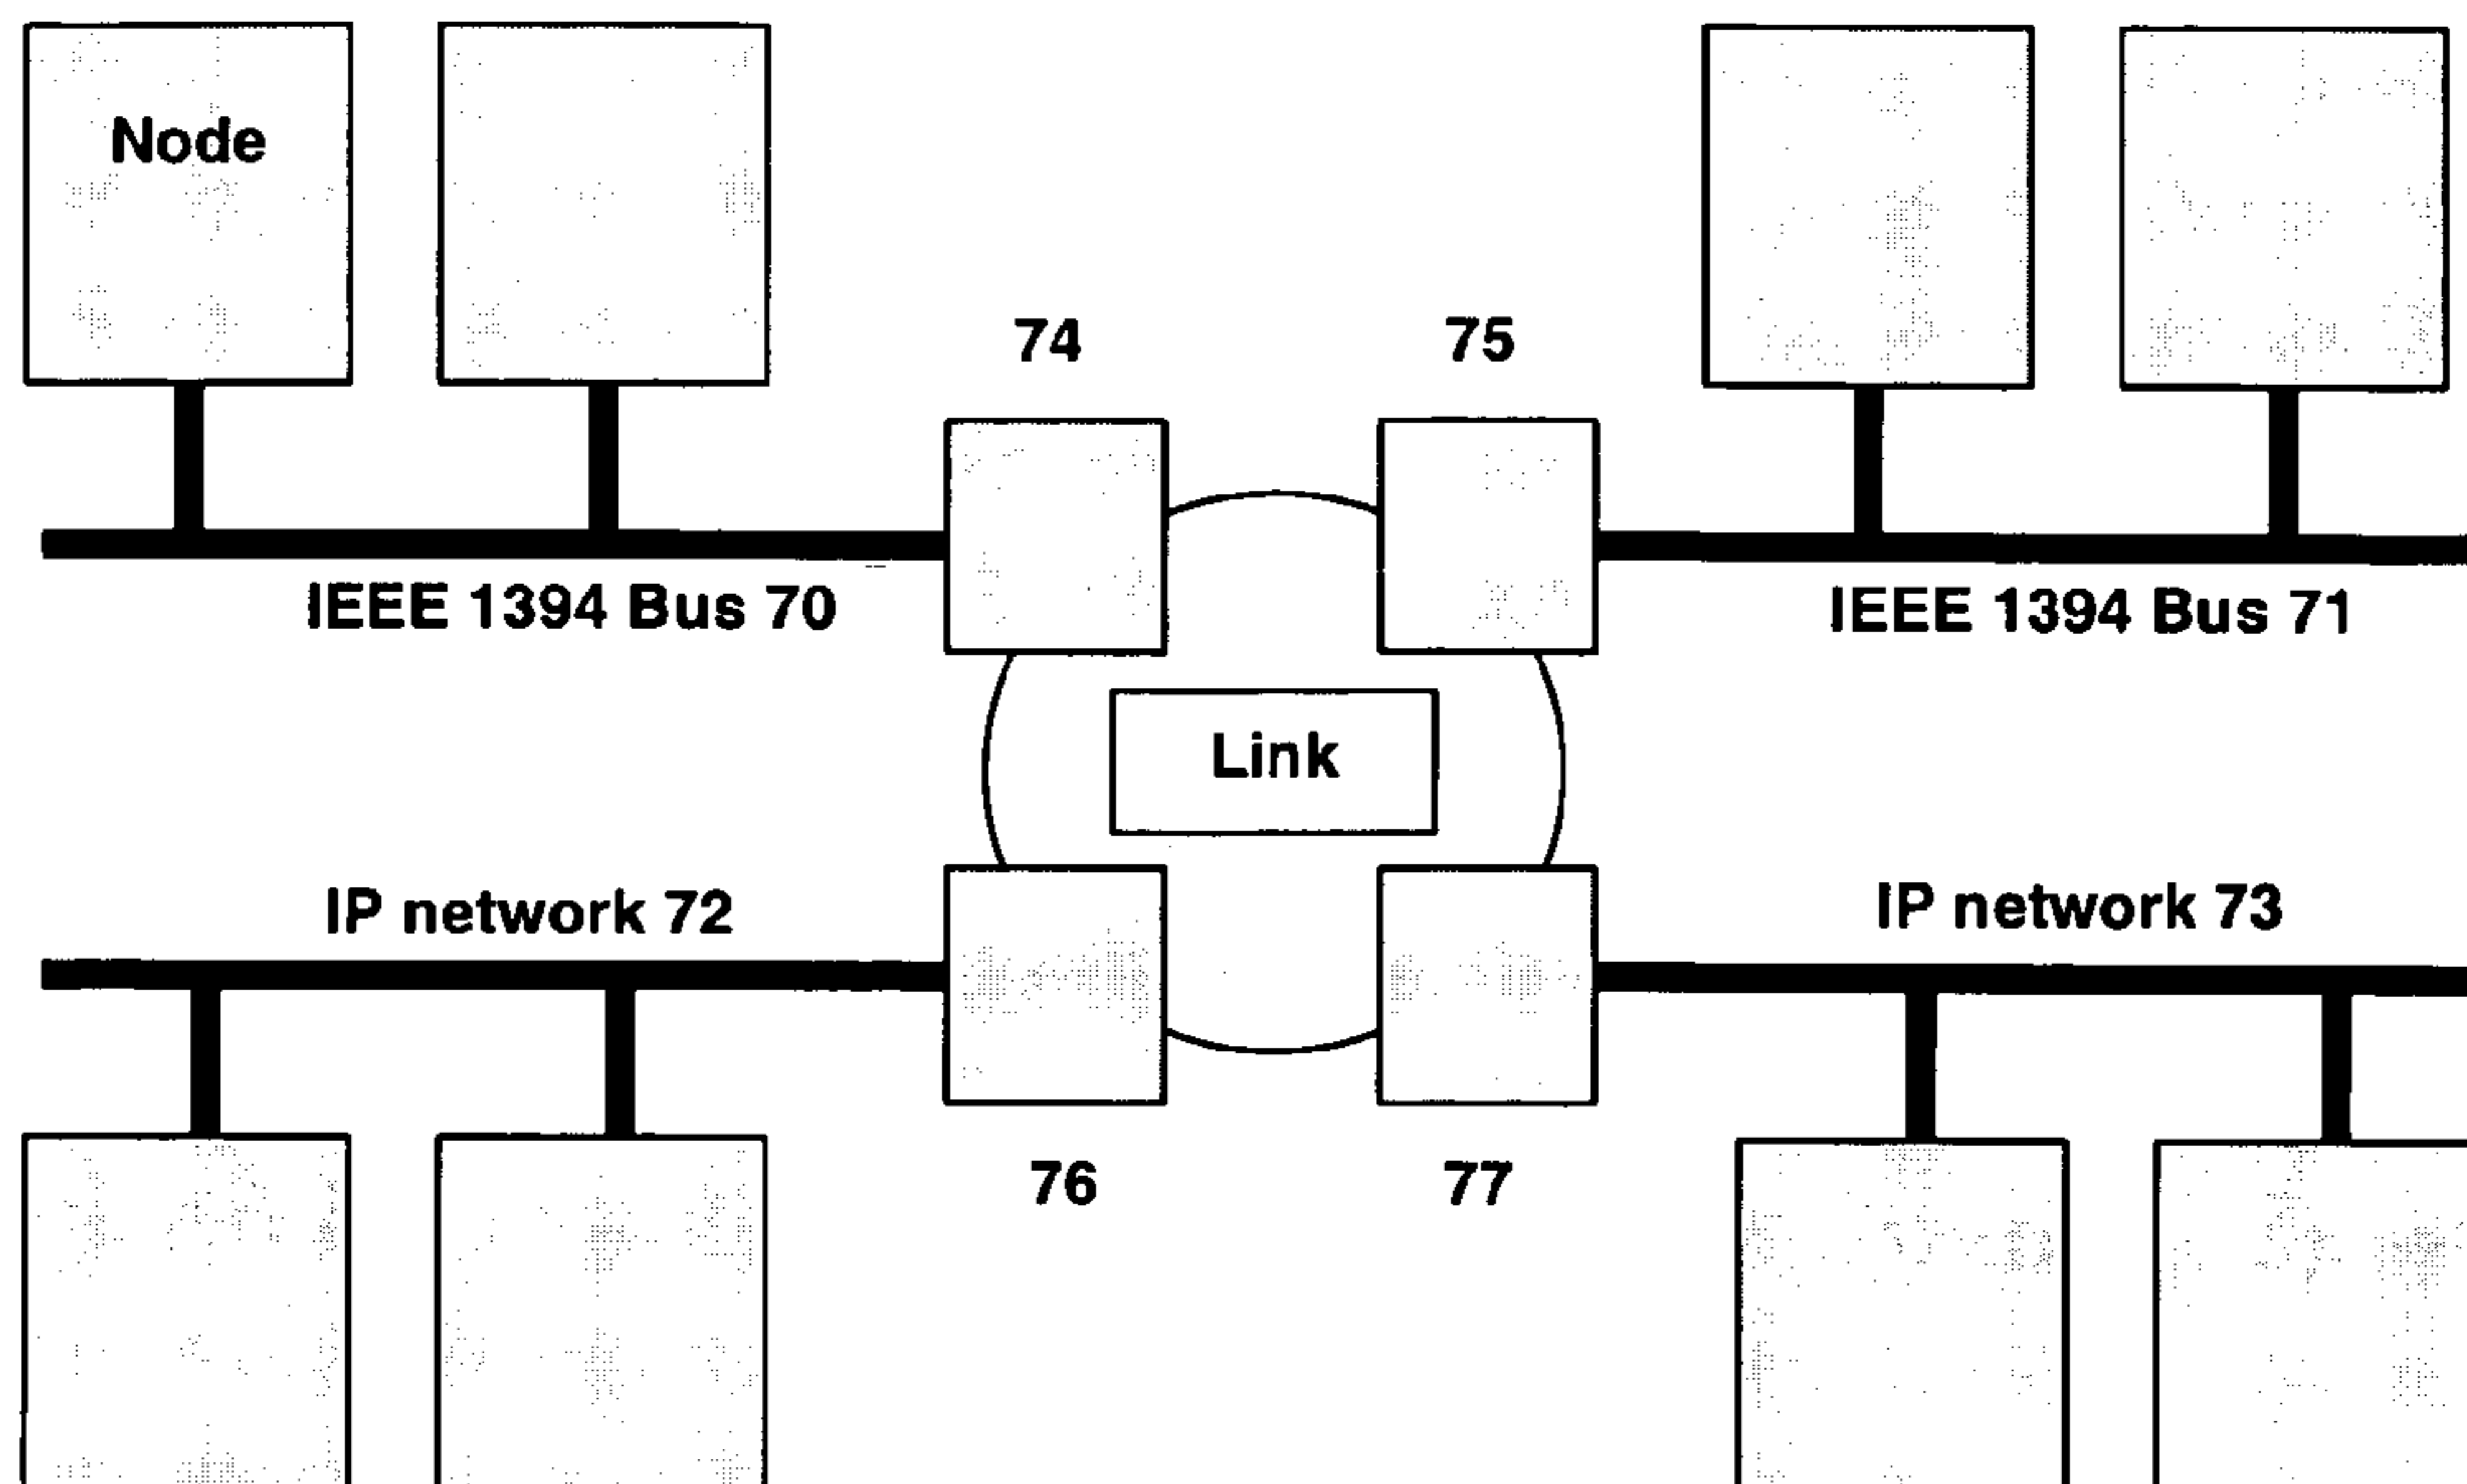 Node
74
75
IEEE 1394 Bus 70
IEEE 1394 Bus 71
Link
IP network 72
IP network 73
76
77